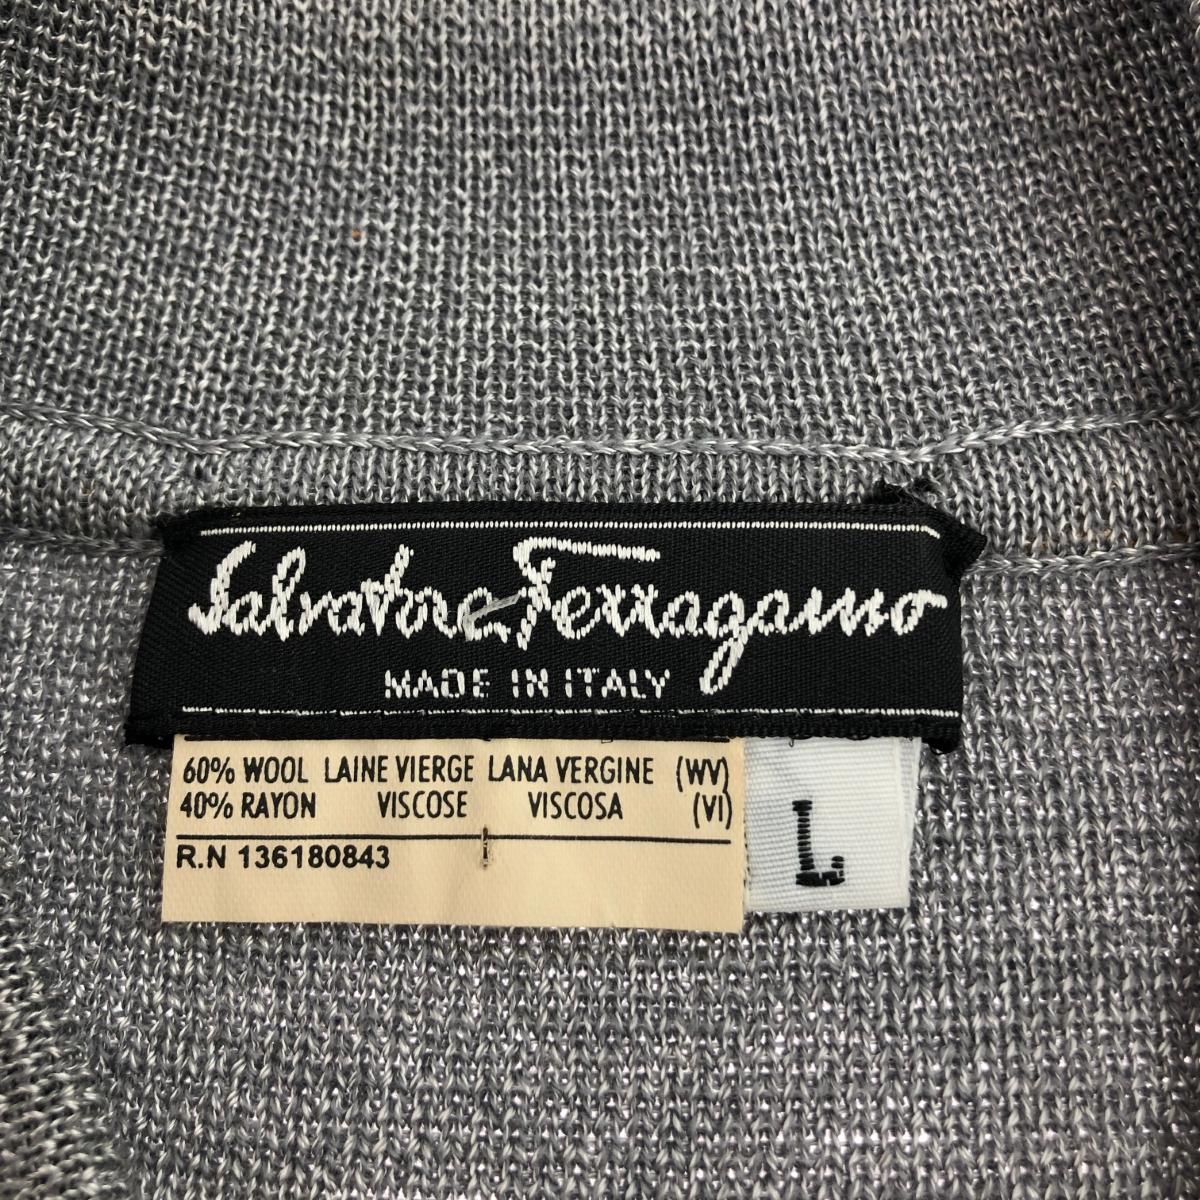 Salvatore Ferragamo
MADE IN ITALY
60% WOOL LAINE VIERGE LANA VERGINE (WV)
40% RAYON VISCOSE VISCOSA (VI)
R.N 136180843
L